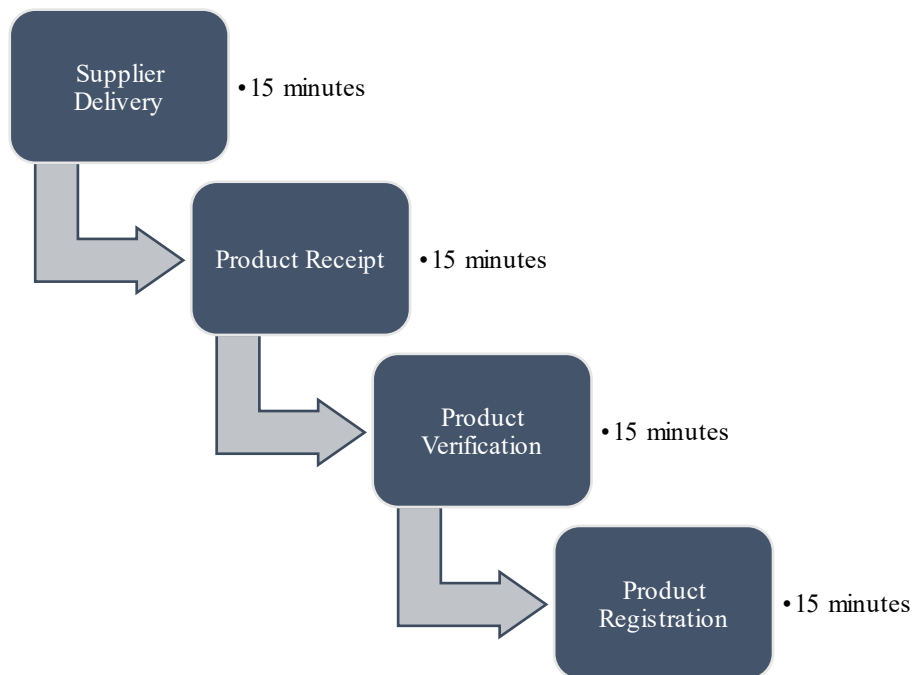 Supplier
Delivery
•15 minutes
Product Receipt
•15 minutes
Product
Verification
•15 minutes
Product
Registration
•15 minutes